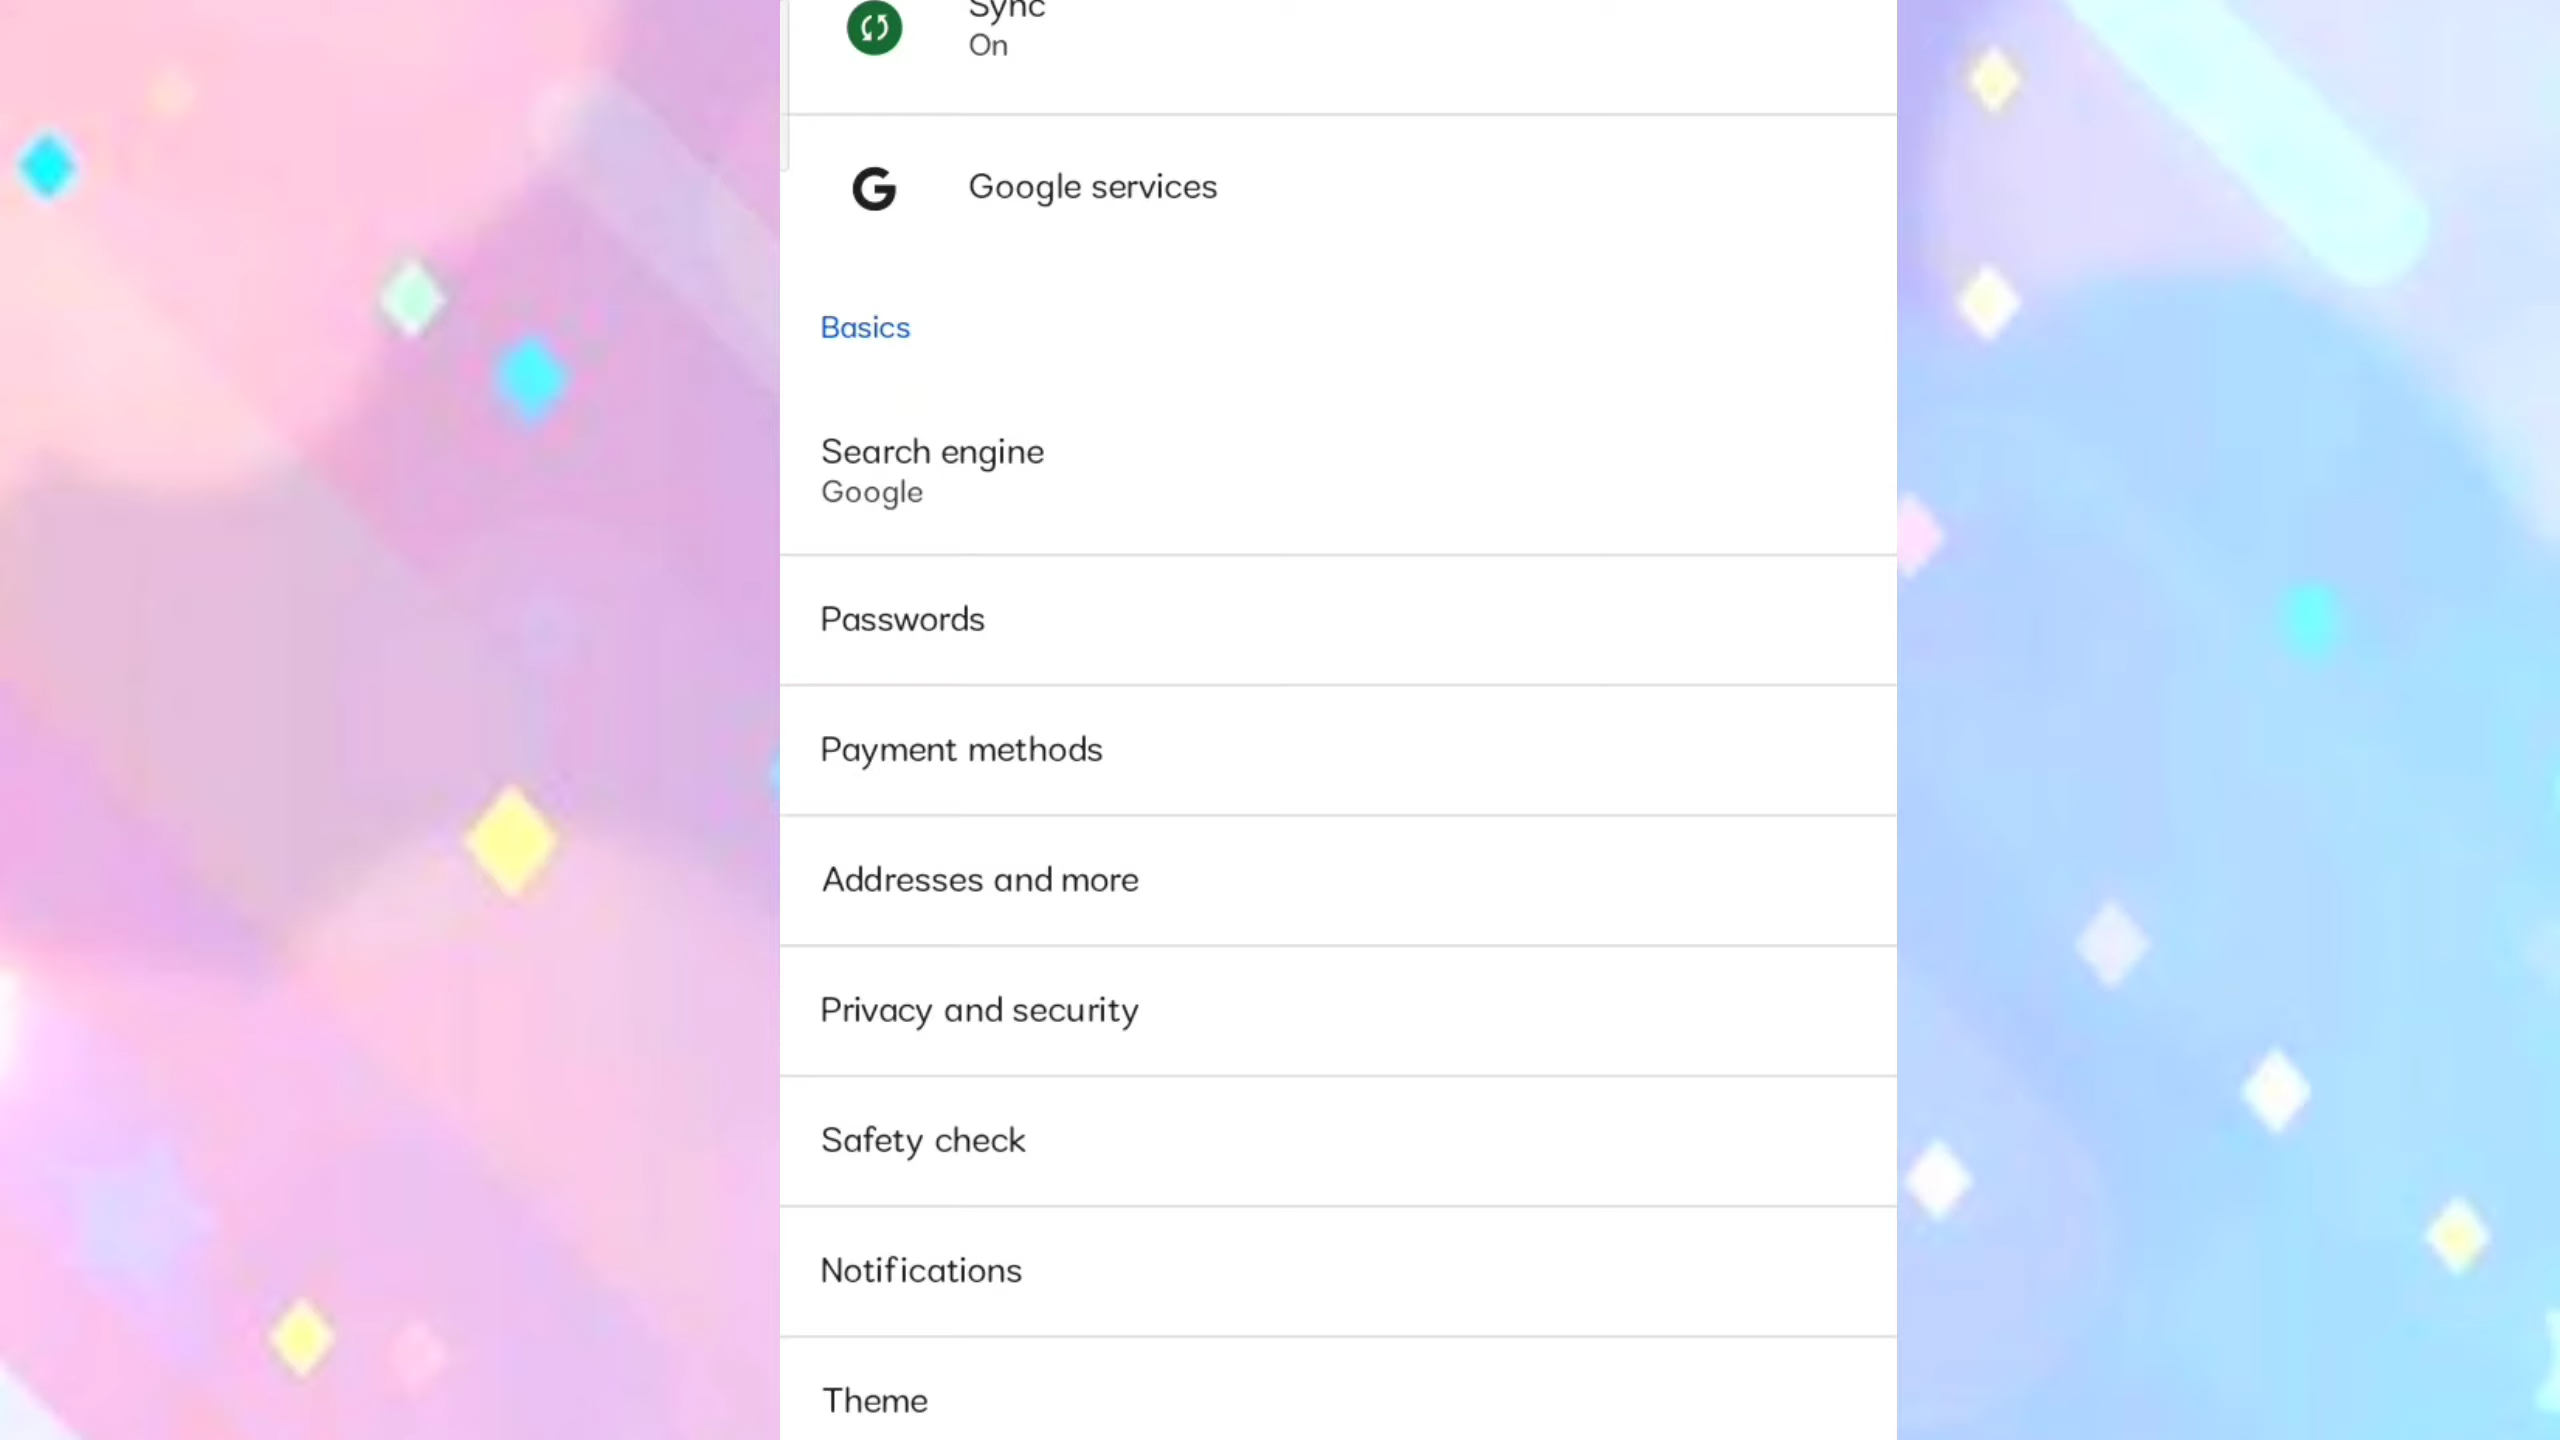 Sync
On
Google services
Basics
Search engine
Google
Passwords
Payment methods
Addresses and more
Privacy and security
Safety check
Notifications
Theme